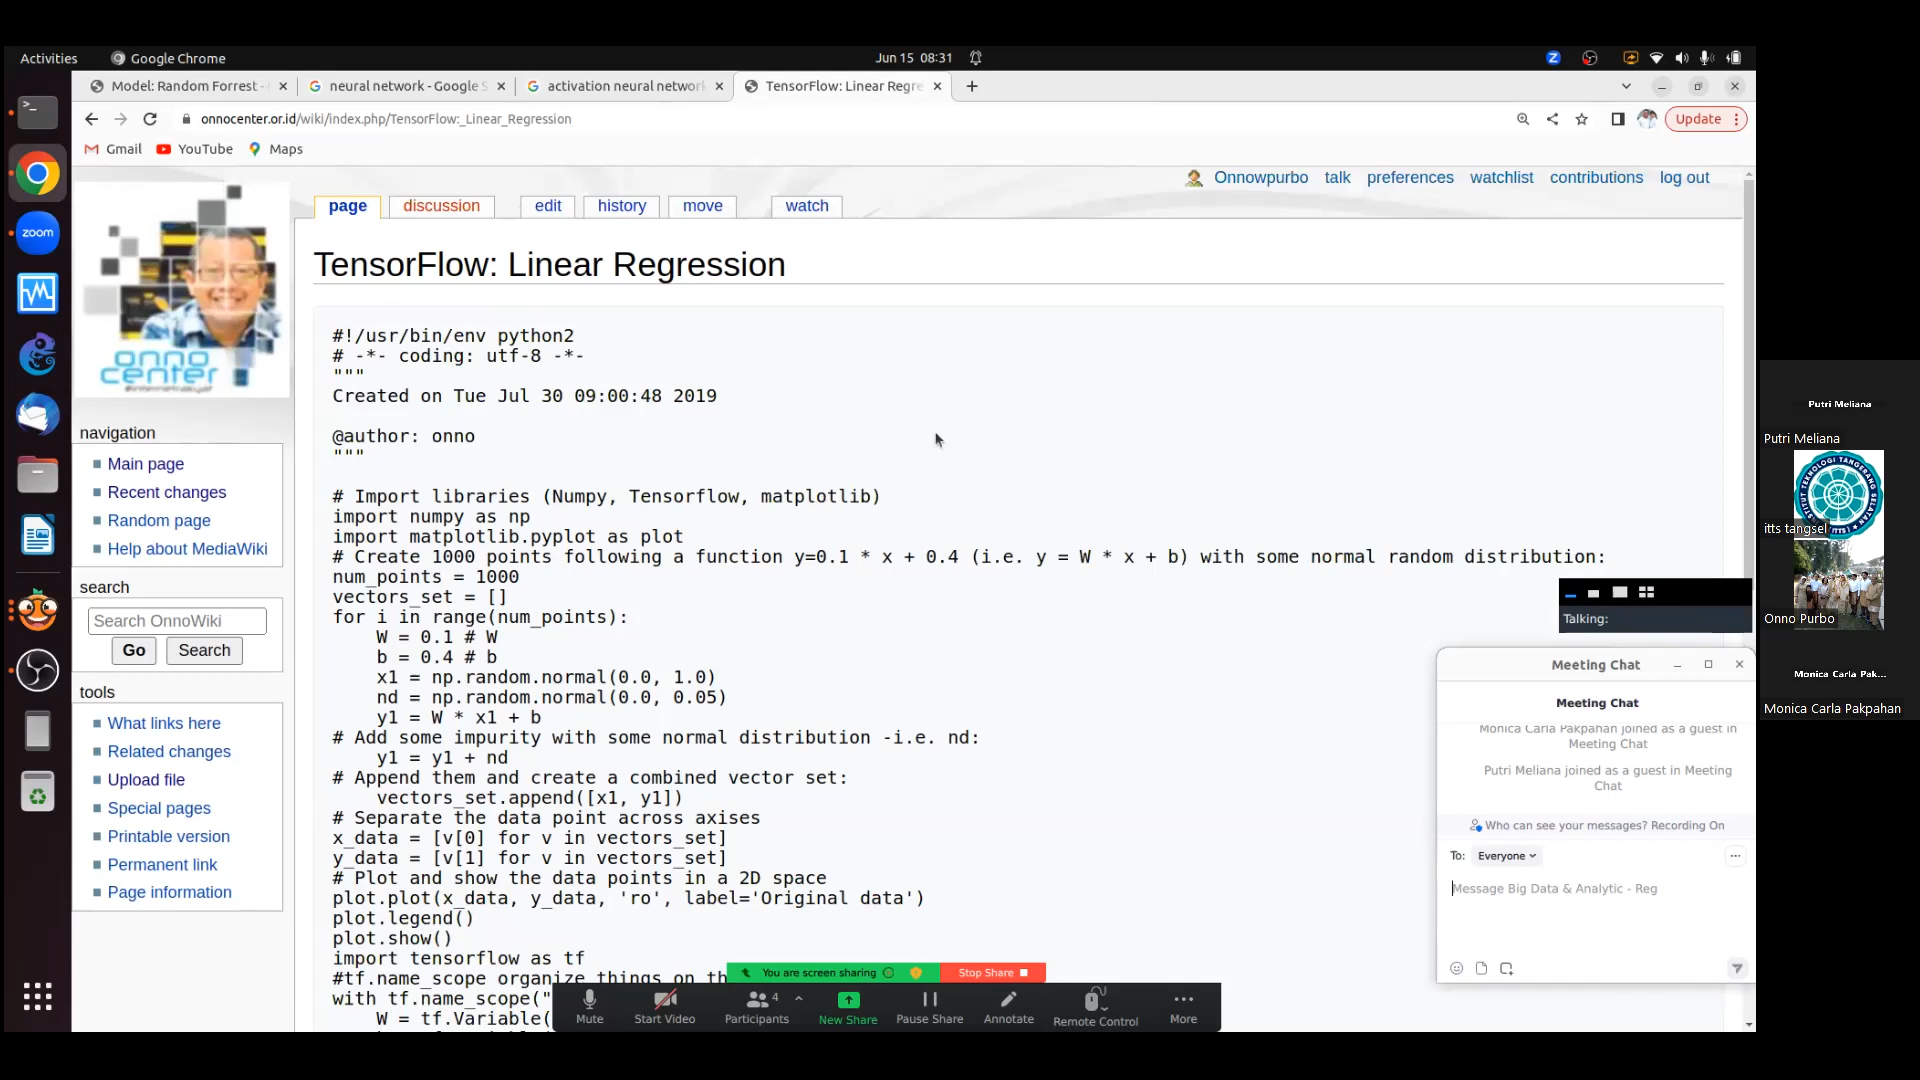 Activities
Google Chrome
Jun 15 08:31
Model: Random Forrest -
neural network - Google S
activation neural network
TensorFlow: Linear Regre
onnocenter.or.id/wiki/index.php/TensorFlow:_Linear_Regression
Update
Gmail
YouTube
Maps
Onnowpurbo
talk
preferences
watchlist
contributions
log out
page
discussion
edit
history
move
watch
onno
center
navigation
Main page
Recent changes
Random page
Help about MediaWiki
search
Search OnnoWiki
Go
Search
tools
What links here
Related changes
Upload file
Special pages
Printable version
Permanent link
Page information
zoom
TensorFlow: Linear Regression
#!/usr/bin/env python2
# -*- coding: utf-8 -*-
"""
Created on Tue Jul 30 09:00:48 2019
@author: onno
"""
# Import libraries (Numpy, Tensorflow, matplotlib)
import numpy as np
import matplotlib.pyplot as plot
# Create 1000 points following a function y=0.1 * x + 0.4 (i.e. y = W * x + b) with some normal random distribution:
num_points = 1000
vectors_set = []
for i in range(num_points):
    W = 0.1 # W
    b = 0.4 # b
    x1 = np.random.normal(0.0, 1.0)
    nd = np.random.normal(0.0, 0.05)
    y1 = W * x1 + b
# Add some impurity with some normal distribution -i.e. nd:
    y1 = y1 + nd
# Append them and create a combined vector set:
    vectors_set.append([x1, y1])
# Separate the data point across axises
x_data = [v[0] for v in vectors_set]
y_data = [v[1] for v in vectors_set]
# Plot and show the data points in a 2D space
plot.plot(x_data, y_data, 'ro', label='Original data')
plot.legend()
plot.show()
import tensorflow as tf
#tf.name_scope organize things on th
with tf.name_scope("
    W = tf.Variable(
You are screen sharing
Stop Share
Mute
Start Video
Participants
4
New Share
Pause Share
Annotate
Remote Control
More
Talking:
Meeting Chat
Meeting Chat
Monica Carla Pakpahan joined as a guest in
Meeting Chat
Putri Meliana joined as a guest in Meeting
Chat
Who can see your messages? Recording On
To: Everyone
Message Big Data & Analytic - Reg
Putri Meliana
Putri Meliana
itts tangsel
Onno Purbo
Monica Carla Pak...
Monica Carla Pakpahan